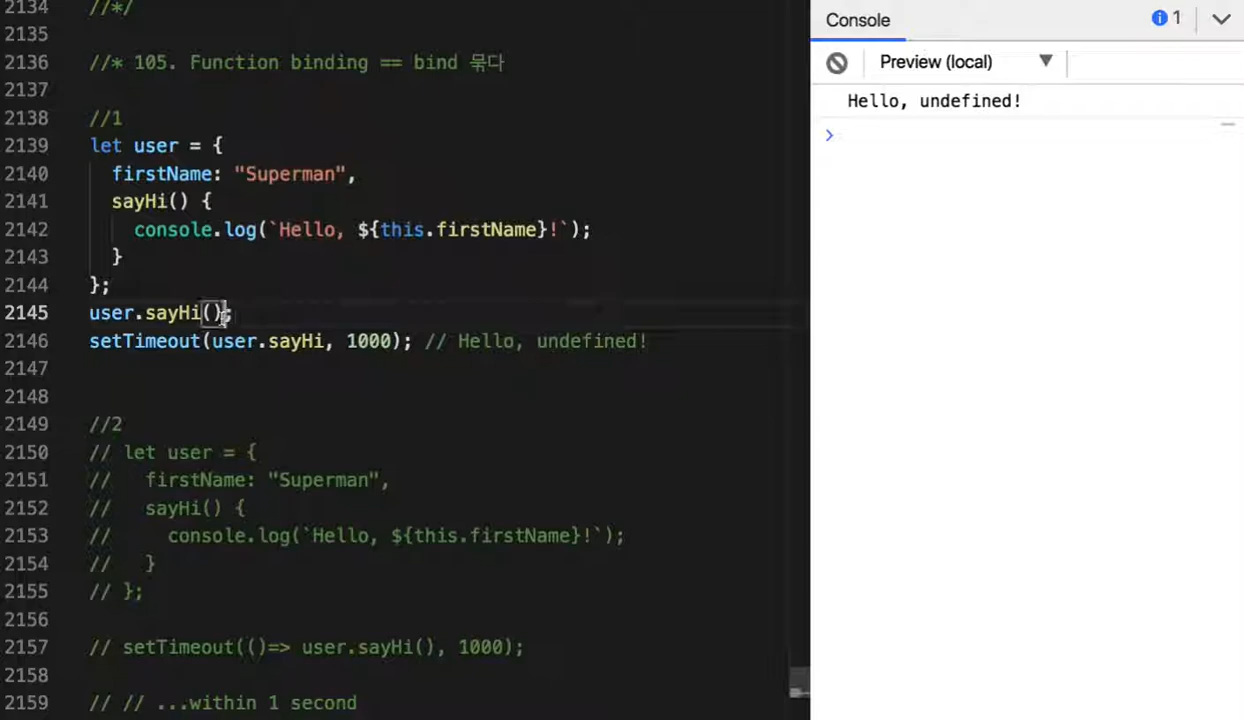 2134 //*/
2135
2136 //* 105. Function binding == bind 묶다
2137
2138 //1
2139 let user = {
2140 firstName: "Superman",
2141 sayHi() {
2142 console.log(`Hello, ${this.firstName}!`);
2143 }
2144 };
2145 user.sayHi();
2146 setTimeout(user.sayHi, 1000); // Hello, undefined!
2147
2148
2149 //2
2150 // let user = {
2151 // firstName: "Superman",
2152 // sayHi() {
2153 // console.log(`Hello, ${this.firstName}!`);
2154 // }
2155 // };
2156
2157 // setTimeout(()=> user.sayHi(), 1000);
2158
2159 // // ...within 1 second
Console
1
Preview (local)
Hello, undefined!